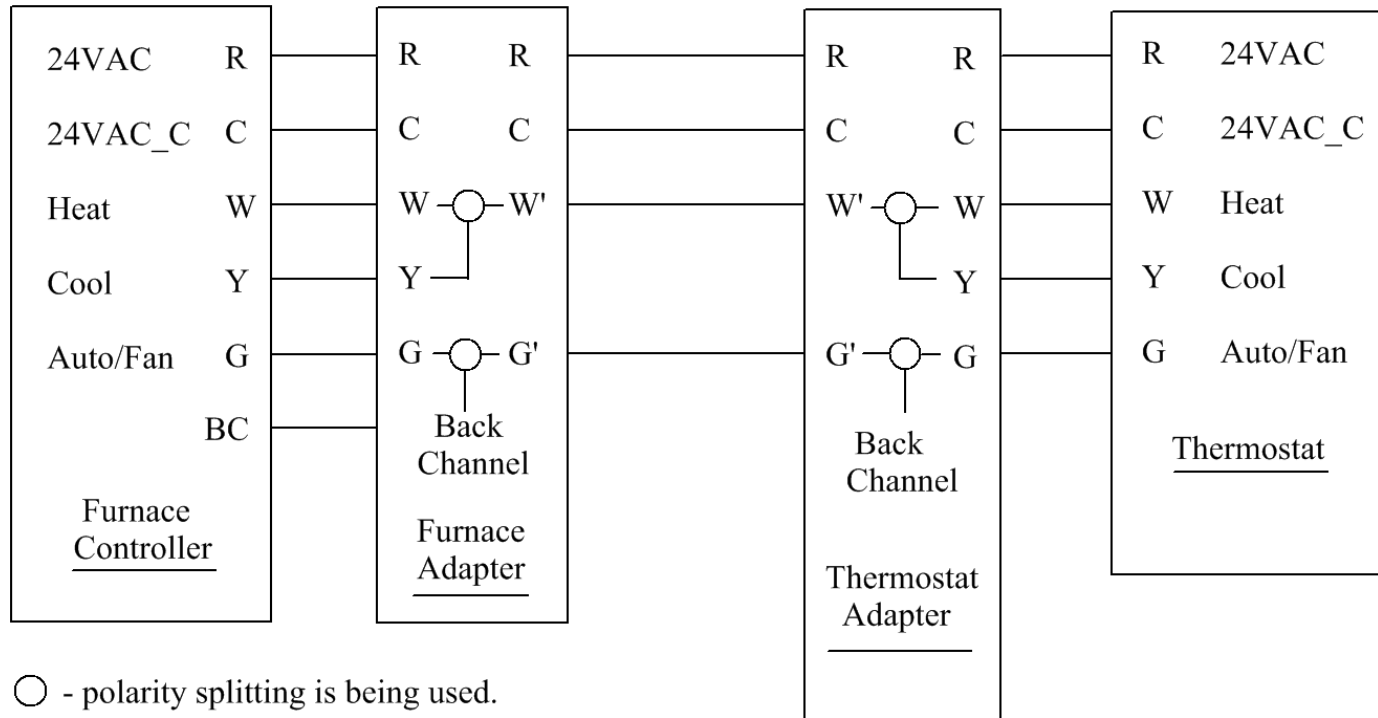 24VAC R R R R R R 24VAC
24VAC_C C C C C C C 24VAC_C
Heat W W W' W' W W Heat
Cool Y Y Y Y Cool
Auto/Fan G G G' G' G G Auto/Fan
BC
Back
Channel
Back
Channel
Thermostat
Furnace
Controller
Furnace
Adapter
Thermostat
Adapter
- polarity splitting is being used.